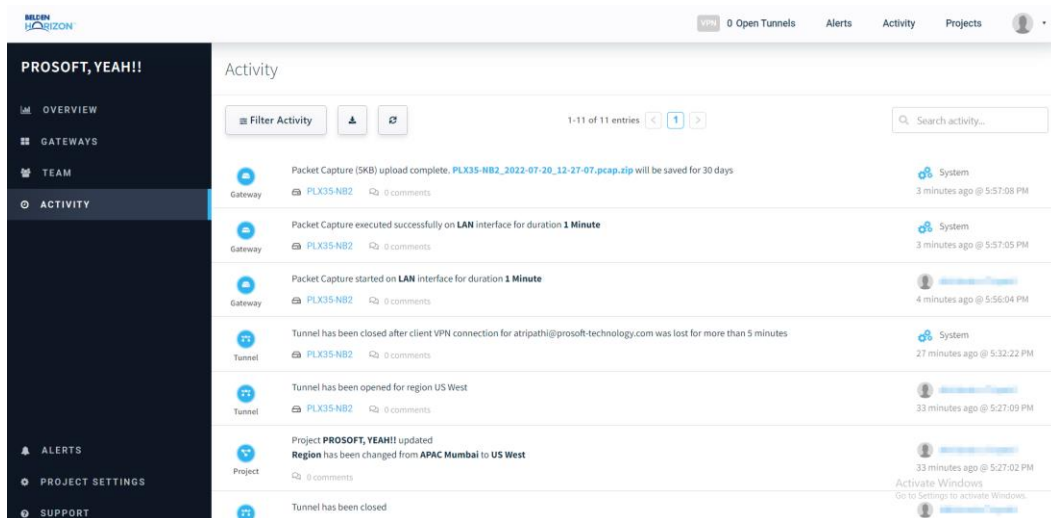 BELDEN
HORIZON
VPN 0 Open Tunnels Alerts Activity Projects
PROSOFT, YEAH!!
OVERVIEW
GATEWAYS
TEAM
ACTIVITY
ALERTS
PROJECT SETTINGS
SUPPORT
Activity
Filter Activity
1-11 of 11 entries < 1 >
Search activity...
Gateway
Packet Capture (5KB) upload complete. PLX35-NB2_2022-07-20_12-27-07.pcap.zip will be saved for 30 days
PLX35-NB2 0 comments
System
3 minutes ago @ 5:57:08 PM
Gateway
Packet Capture executed successfully on LAN interface for duration 1 Minute
PLX35-NB2 0 comments
System
3 minutes ago @ 5:57:05 PM
Gateway
Packet Capture started on LAN interface for duration 1 Minute
PLX35-NB2 0 comments
4 minutes ago @ 5:56:04 PM
Tunnel
Tunnel has been closed after client VPN connection for atripathi@prosoft-technology.com was lost for more than 5 minutes
PLX35-NB2 0 comments
System
27 minutes ago @ 5:32:22 PM
Tunnel
Tunnel has been opened for region US West
PLX35-NB2 0 comments
33 minutes ago @ 5:27:09 PM
Project
Project PROSOFT, YEAH!! updated
Region has been changed from APAC Mumbai to US West
0 comments
33 minutes ago @ 5:27:02 PM
Activate Windows
Go to Settings to activate Windows.
Tunnel has been closed